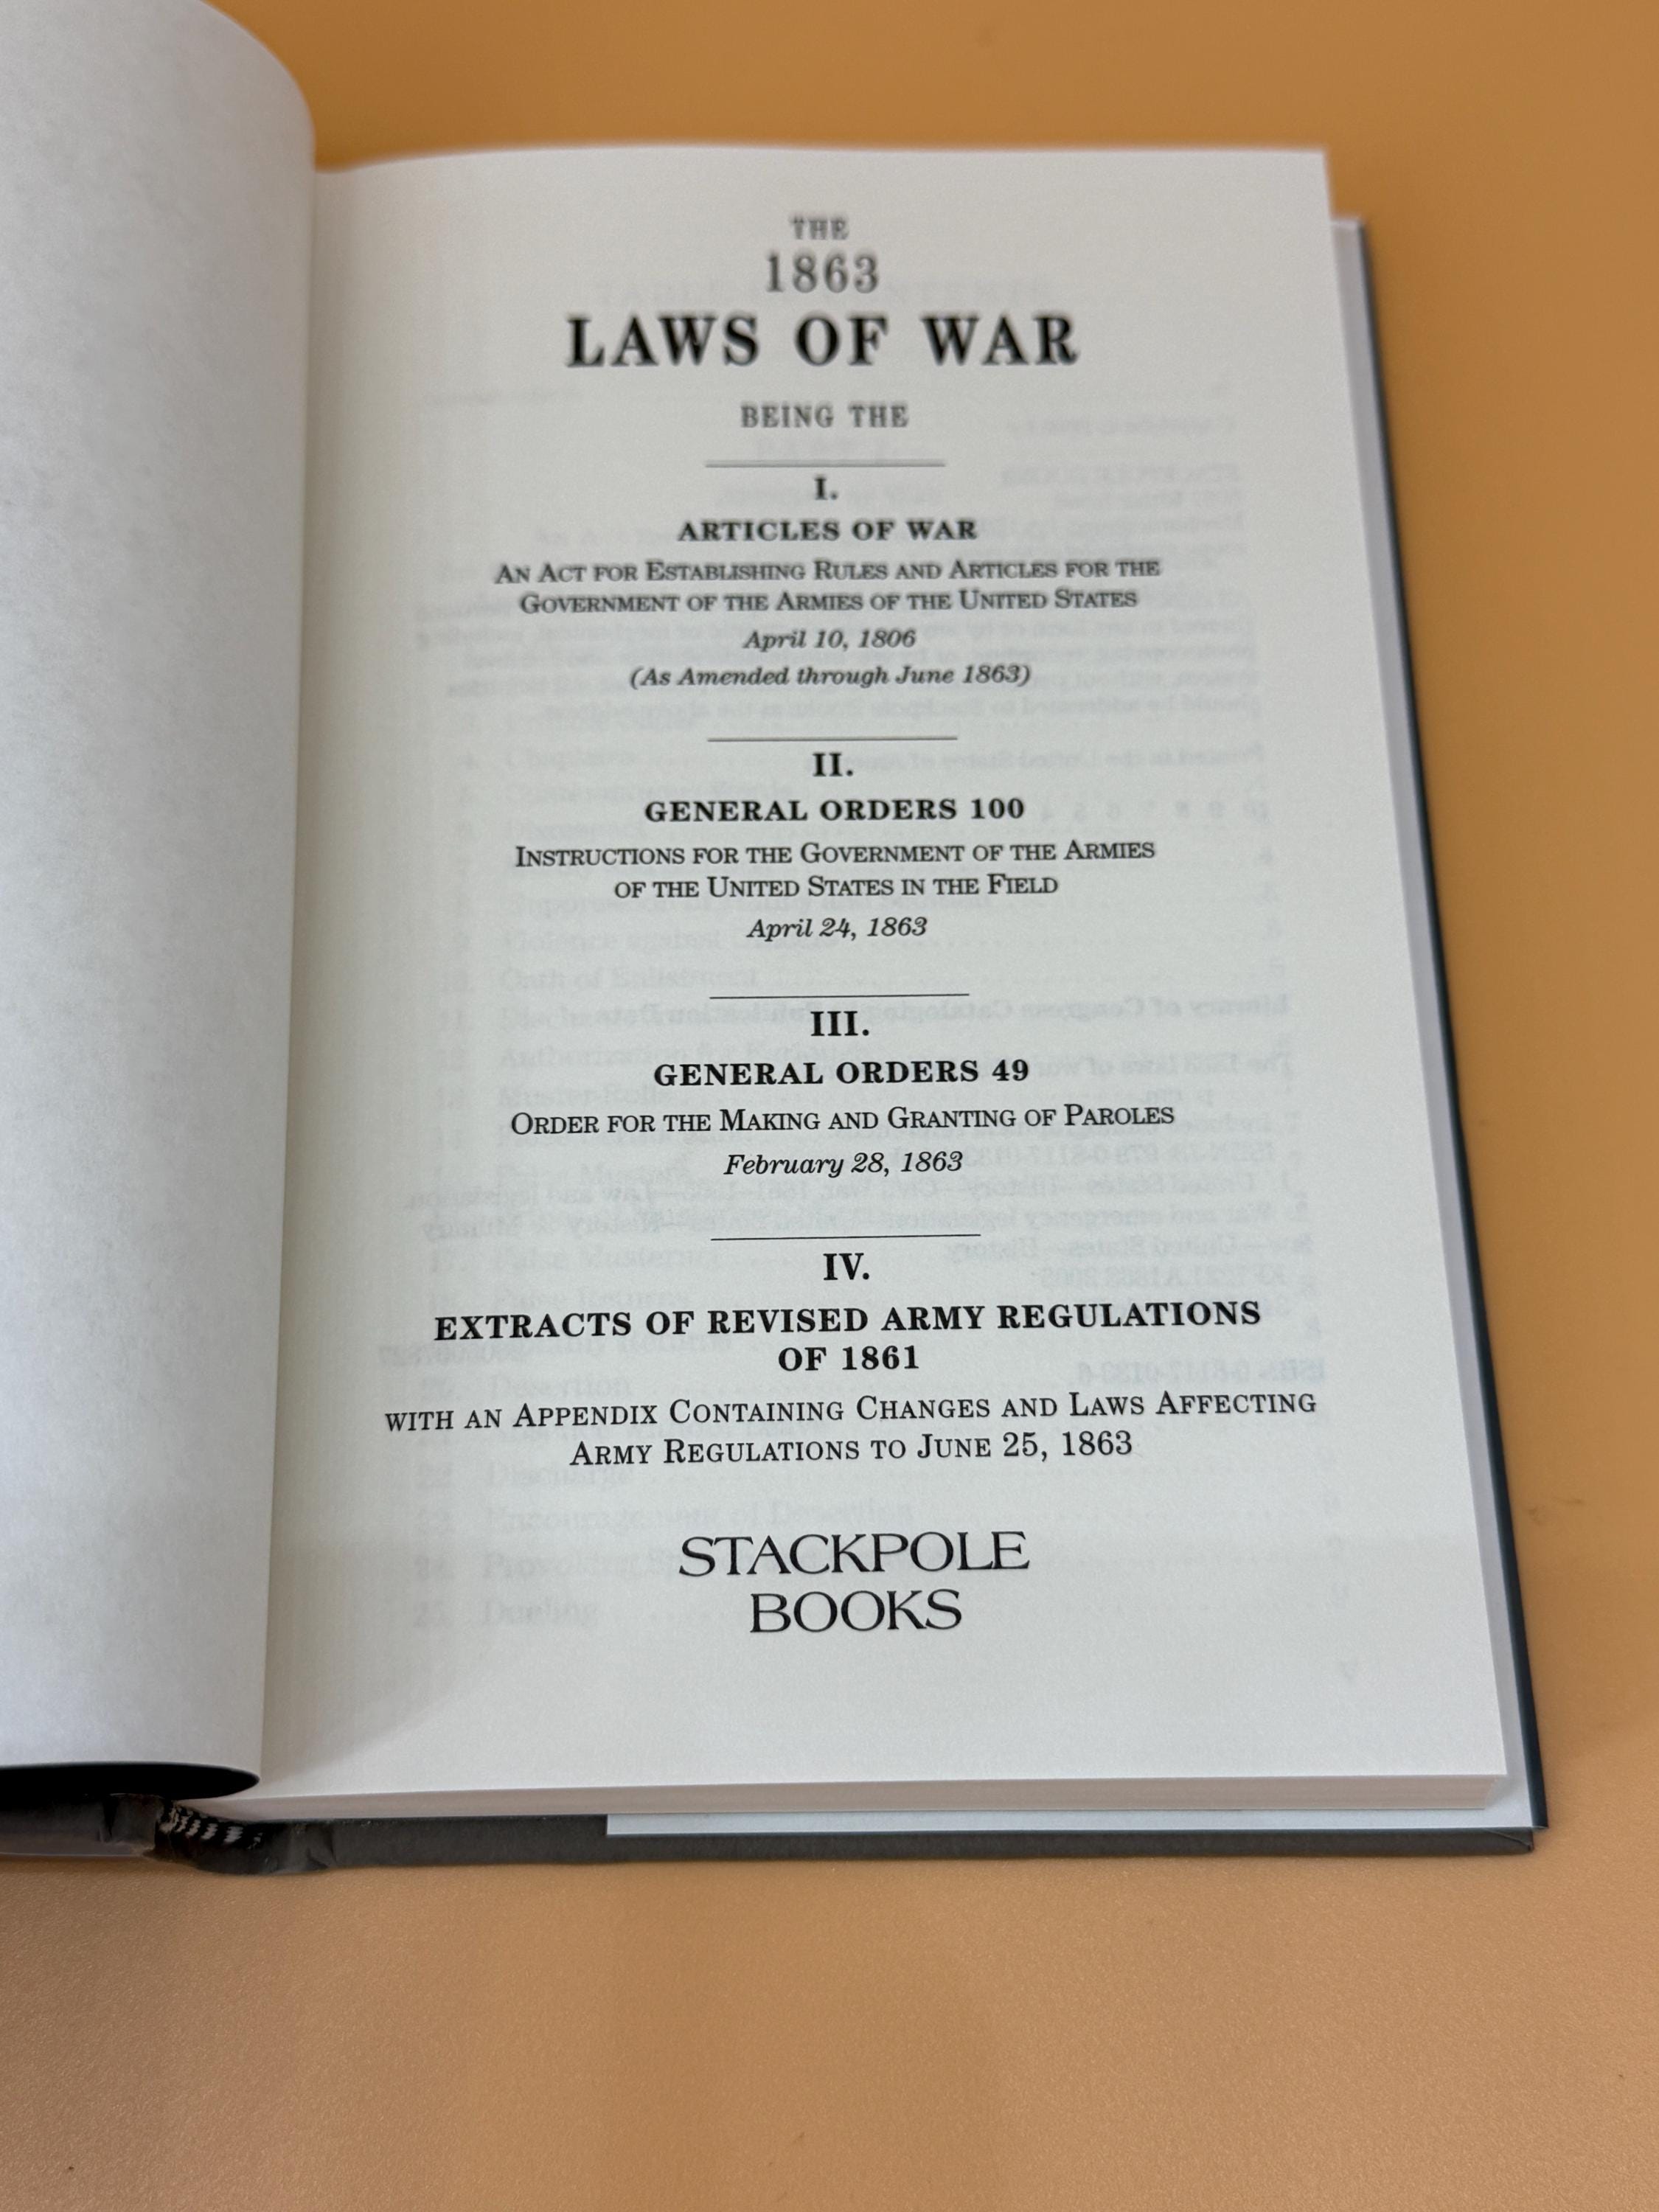 THE
1863
LAWS OF WAR
BEING THE
I.
ARTICLES OF WAR
AN ACT FOR ESTABLISHING RULES AND ARTICLES FOR THE
GOVERNMENT OF THE ARMIES OF THE UNITED STATES
April 10, 1806
(As Amended through June 1863)
II.
GENERAL ORDERS 100
INSTRUCTIONS FOR THE GOVERNMENT OF THE ARMIES
OF THE UNITED STATES IN THE FIELD
April 24, 1863
III.
GENERAL ORDERS 49
ORDER FOR THE MAKING AND GRANTING OF PAROLES
February 28, 1863
IV.
EXTRACTS OF REVISED ARMY REGULATIONS
OF 1861
WITH AN APPENDIX CONTAINING CHANGES AND LAWS AFFECTING
ARMY REGULATIONS TO JUNE 25, 1863
STACKPOLE
BOOKS